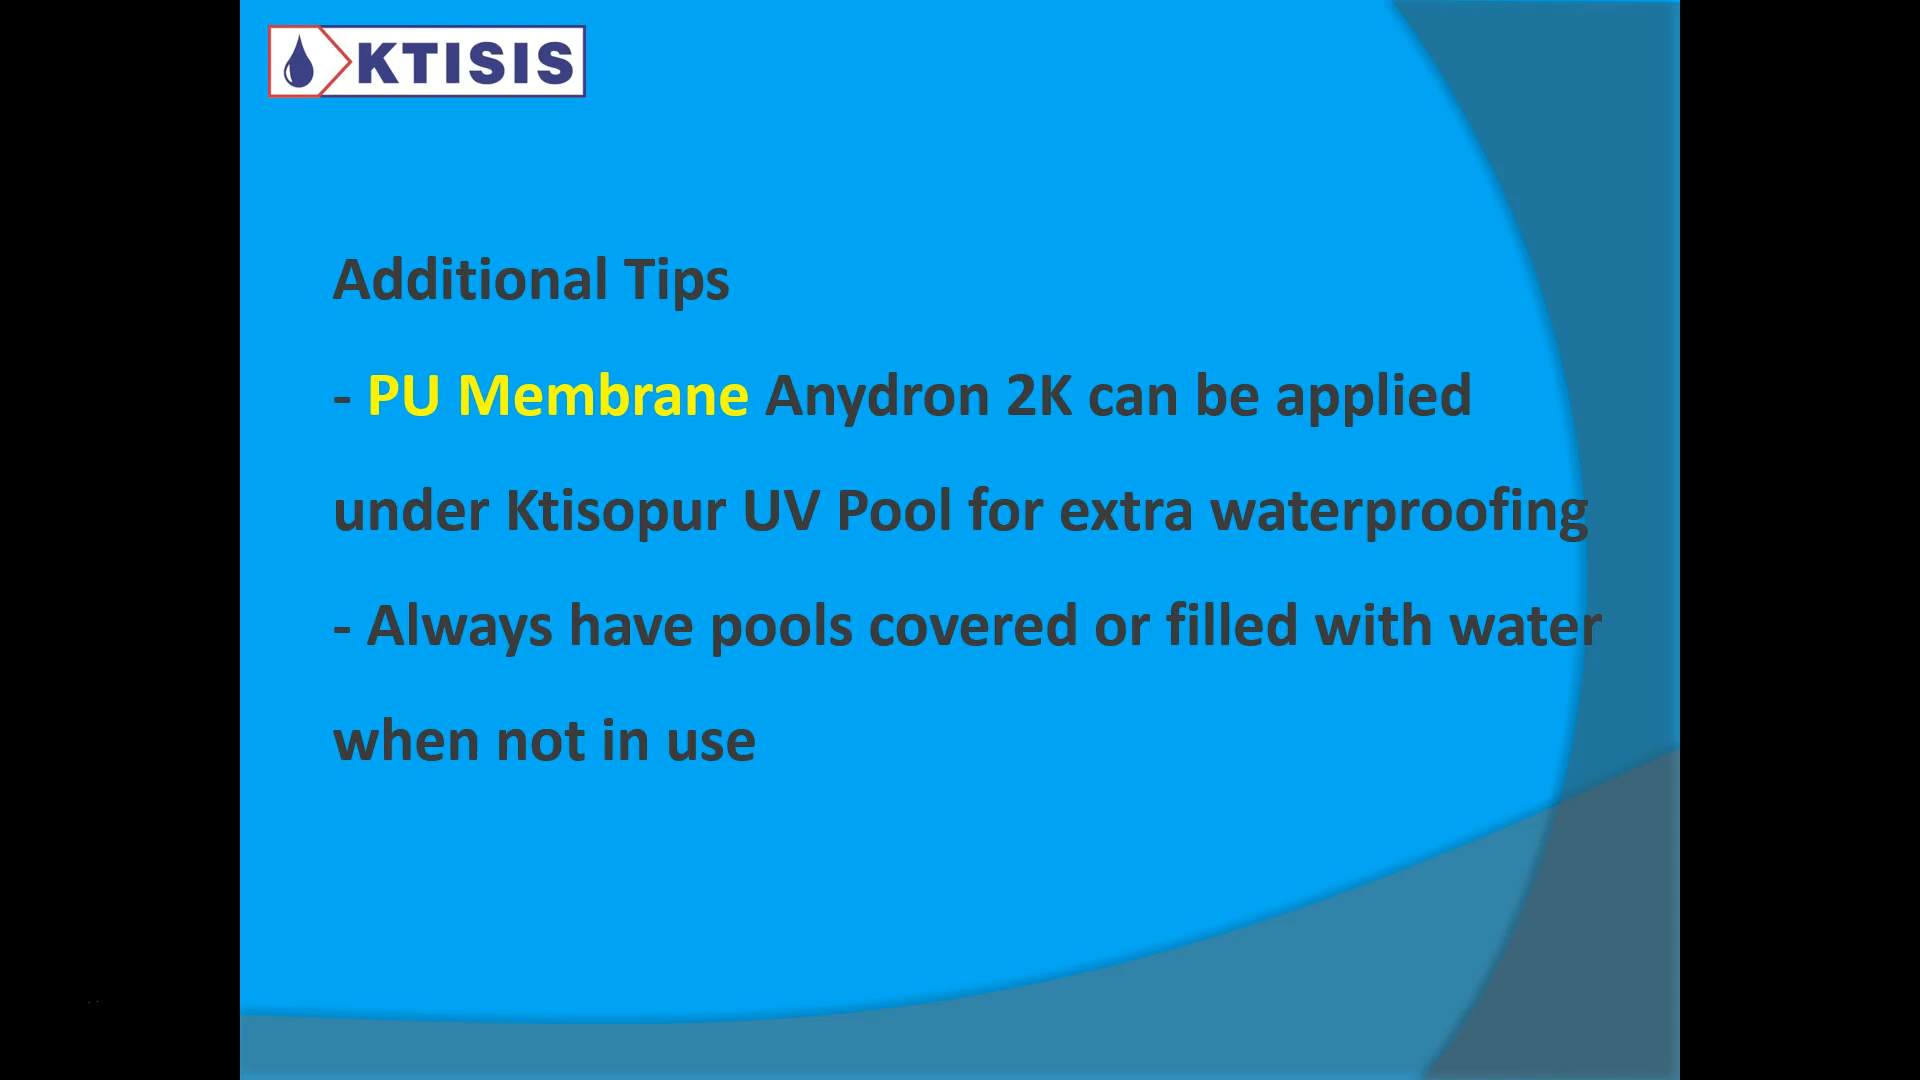 KTISIS
Additional Tips
- PU Membrane Anydron 2K can be applied
under Ktisopur UV Pool for extra waterproofing
- Always have pools covered or filled with water
when not in use